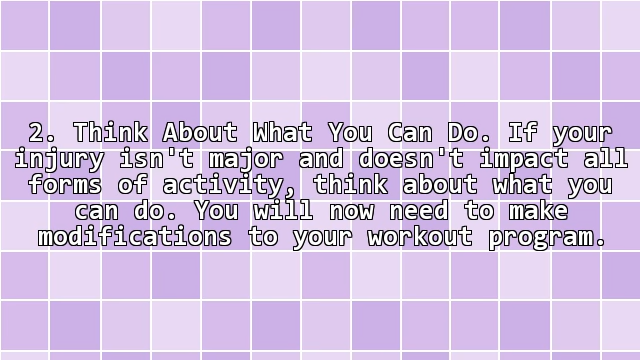 2. Think About What You Can Do. If your
injury isn't major and doesn't impact all
forms of activity, think about what you
can do. You will now need to make
modifications to your workout program.